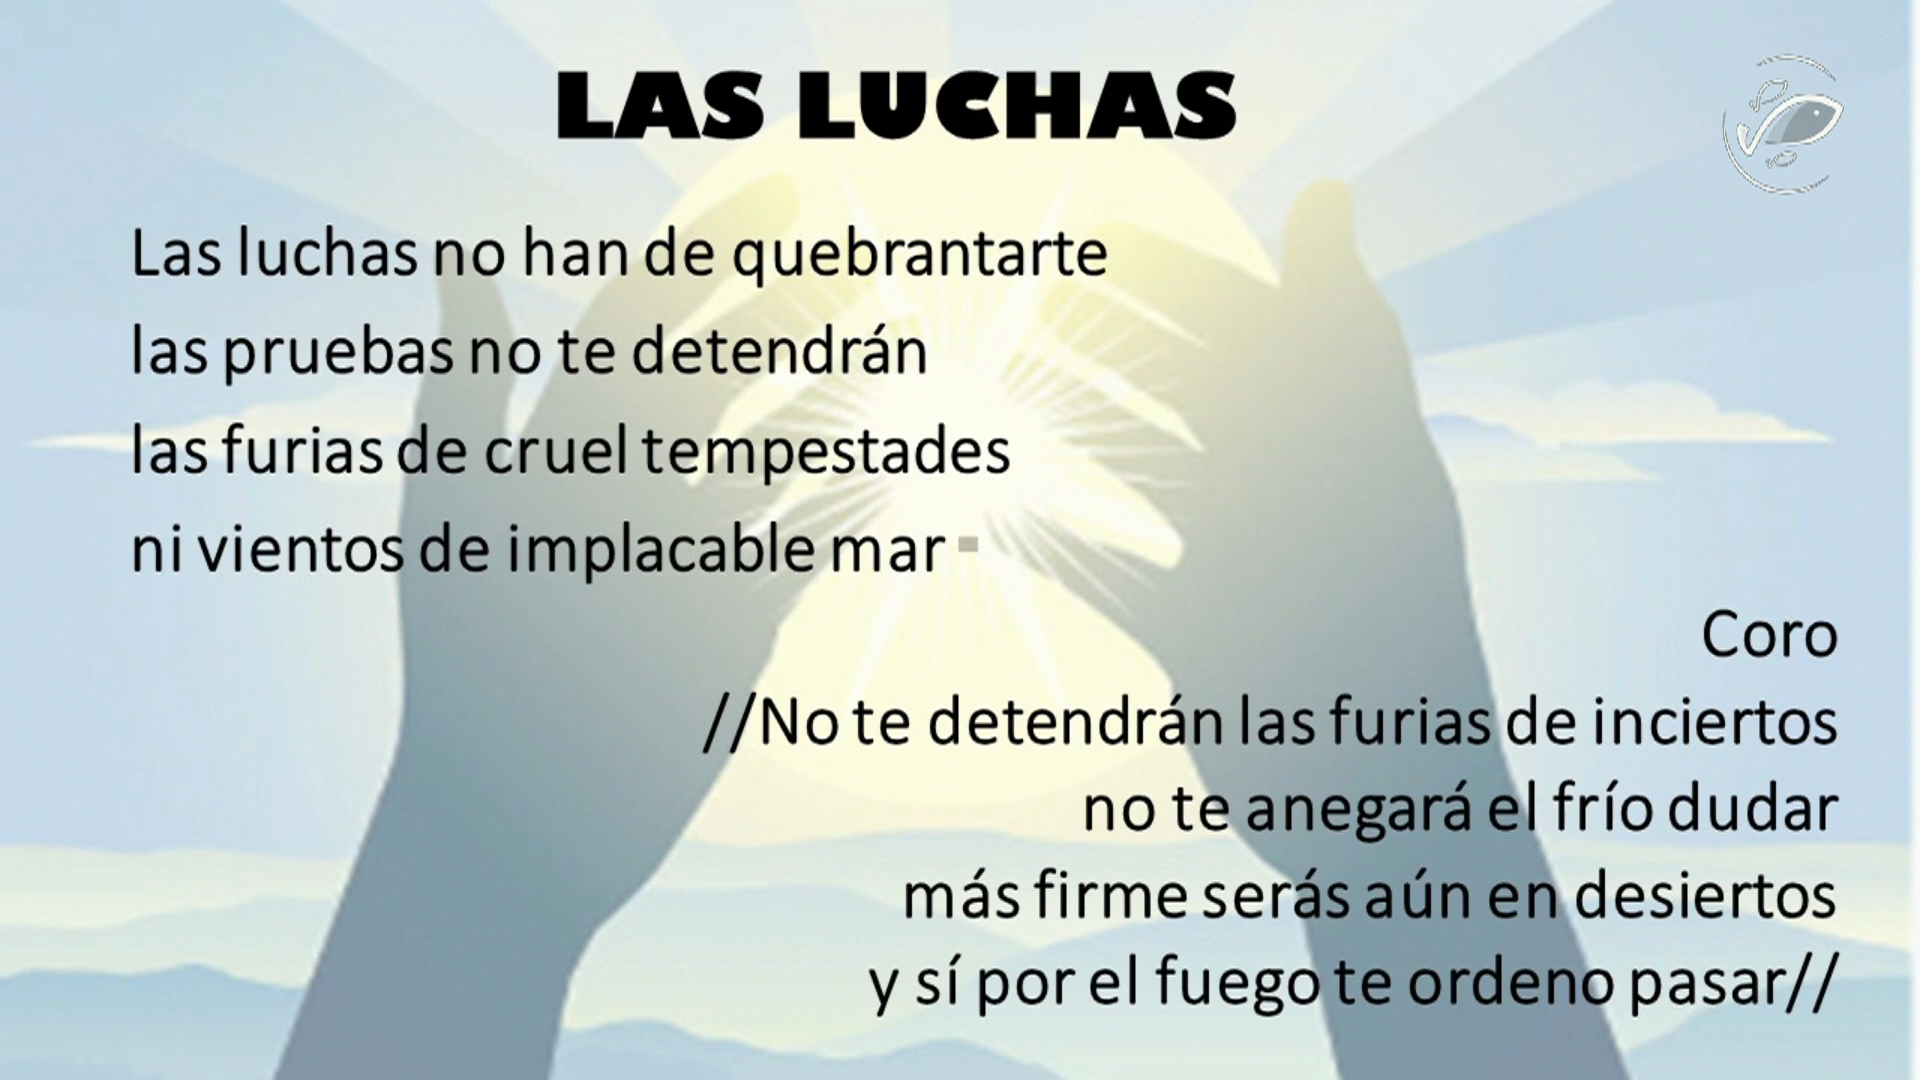 LAS LUCHAS
Las luchas no han de quebrantarte
las pruebas no te detendrán
las furias de cruel tempestades
ni vientos de implacable mar
Coro
//No te detendrán las furias de inciertos
no te anegará el frío dudar
más firme serás aún en desiertos
y sí por el fuego te ordeno pasar//